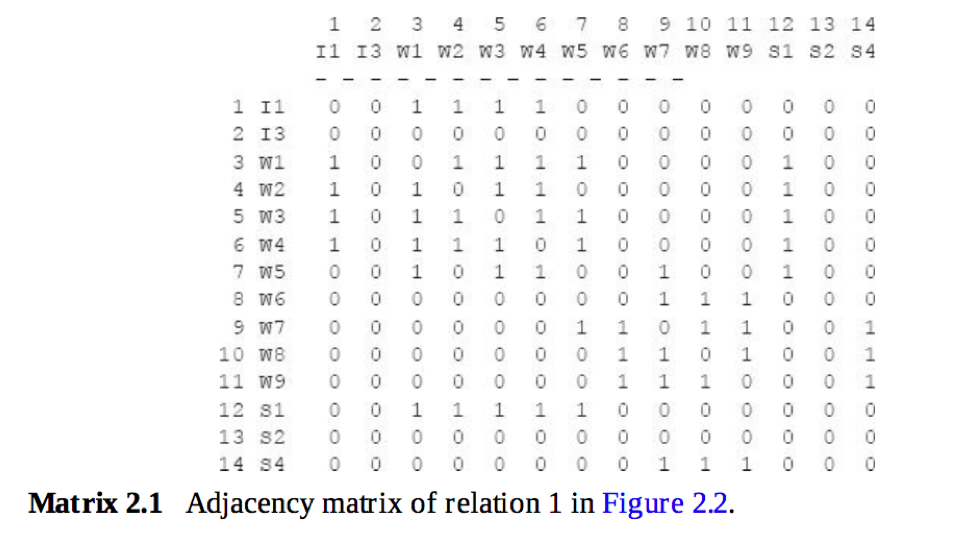 1 2 3 4 5 6 7 8 9 10 11 12 13 14
I1 I3 W1 W2 W3 W4 W5 W6 W7 W8 W9 S1 S2 S4
- - - - - - - - - -
1 I1 0 0 1 1 1 1 0 0 0 0 0 0 0 0
2 I3 0 0 0 0 0 0 0 0 0 0 0 0 0 0
3 W1 1 0 0 1 1 1 1 0 0 0 0 1 0 0
4 W2 1 0 1 0 1 1 0 0 0 0 0 1 0 0
5 W3 1 0 1 1 0 1 1 0 0 0 0 1 0 0
6 W4 1 0 1 1 1 0 1 0 0 0 0 1 0 0
7 W5 0 0 1 0 1 1 0 0 1 0 0 1 0 0
8 W6 0 0 0 0 0 0 0 0 1 1 1 0 0 0
9 W7 0 0 0 0 0 0 1 1 0 1 1 0 0 1
10 W8 0 0 0 0 0 0 0 1 1 0 1 0 0 1
11 W9 0 0 0 0 0 0 0 1 1 1 0 0 0 1
12 S1 0 0 1 1 1 1 1 0 0 0 0 0 0 0
13 S2 0 0 0 0 0 0 0 0 0 0 0 0 0 0
14 S4 0 0 0 0 0 0 0 0 1 1 1 0 0 0
Matrix 2.1 Adjacency matrix of relation 1 in Figure 2.2.